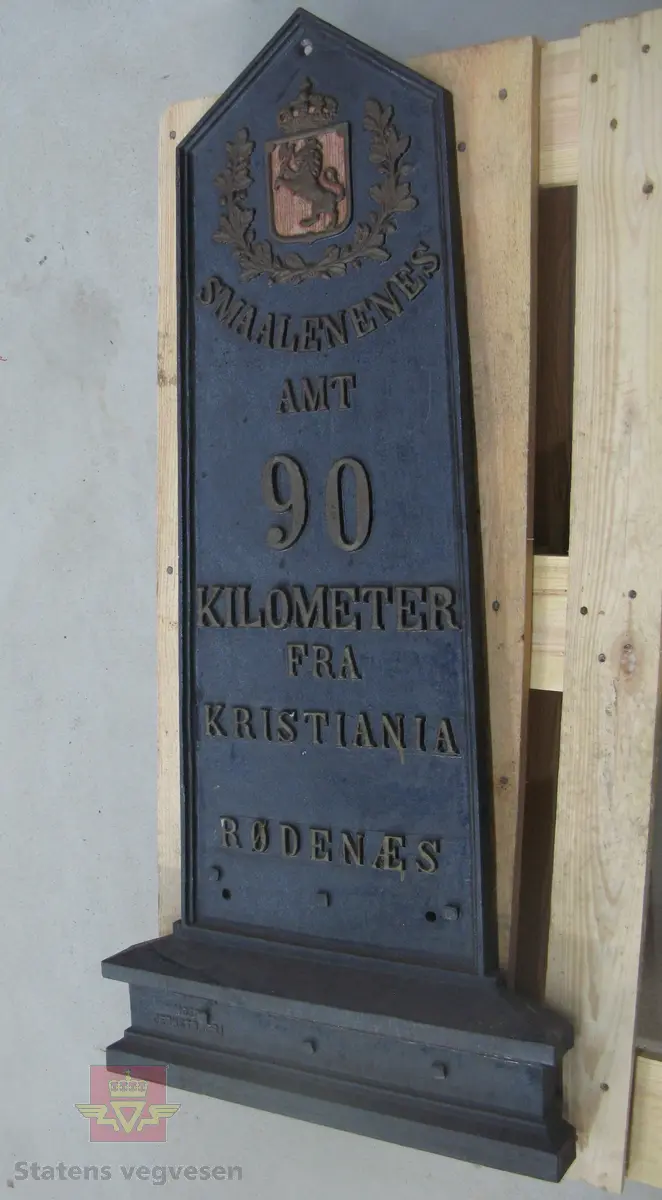 SMAALENENES
AMT
90
KILOMETER
FRA
KRISTIANIA
RØDENÆS
Statens vegvesen